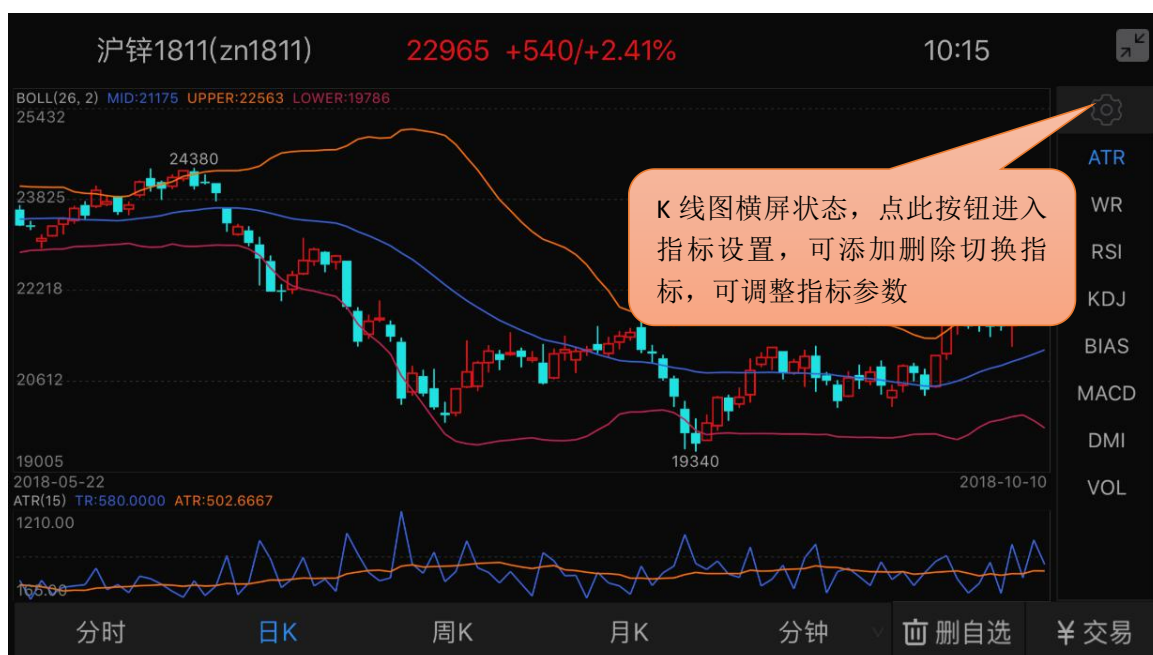 沪锌1811(zn1811) 22965 +540/+2.41% 10:15
BOLL(26, 2) MID:21175 UPPER:22563 LOWER:19786
25432
24380
23825
22218
20612
19340
19005
2018-05-22 2018-10-10
ATR(15) TR:580.0000 ATR:502.6667
1210.00
165.00
K 线图横屏状态，点此按钮进入
指标设置，可添加删除切换指
标，可调整指标参数
ATR
WR
RSI
KDJ
BIAS
MACD
DMI
VOL
分时 日K 周K 月K 分钟 删自选 ¥交易